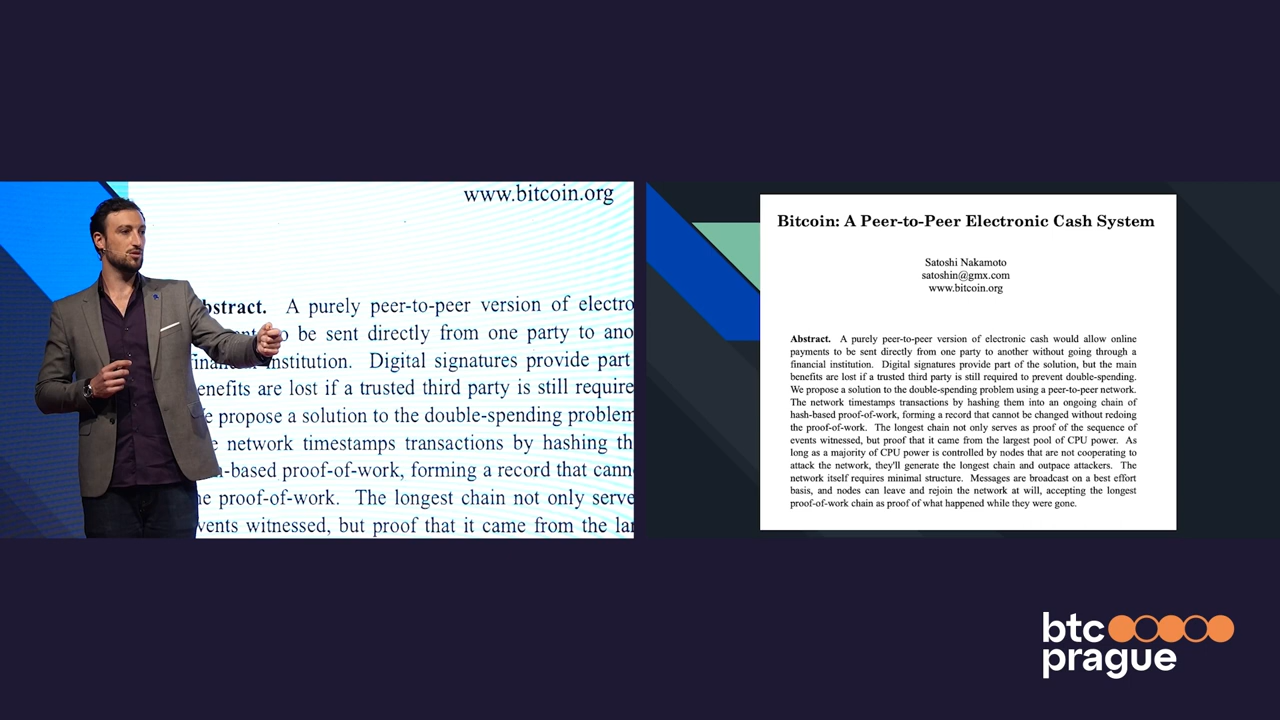 www.bitcoin.org
bstract. A purely peer-to-peer version of electro
to be sent directly from one party to ano
institution. Digital signatures provide part
enefits are lost if a trusted third party is still require
e propose a solution to the double-spending problem
e network timestamps transactions by hashing th
-based proof-of-work, forming a record that cann
he proof-of-work. The longest chain not only serve
vents witnessed, but proof that it came from the lar
Bitcoin: A Peer-to-Peer Electronic Cash System
Satoshi Nakamoto
satoshin@gmx.com
www.bitcoin.org
Abstract. A purely peer-to-peer version of electronic cash would allow online
payments to be sent directly from one party to another without going through a
financial institution. Digital signatures provide part of the solution, but the main
benefits are lost if a trusted third party is still required to prevent double-spending.
We propose a solution to the double-spending problem using a peer-to-peer network.
The network timestamps transactions by hashing them into an ongoing chain of
hash-based proof-of-work, forming a record that cannot be changed without redoing
the proof-of-work. The longest chain not only serves as proof of the sequence of
events witnessed, but proof that it came from the largest pool of CPU power. As
long as a majority of CPU power is controlled by nodes that are not cooperating to
attack the network, they'll generate the longest chain and outpace attackers. The
network itself requires minimal structure. Messages are broadcast on a best effort
basis, and nodes can leave and rejoin the network at will, accepting the longest
proof-of-work chain as proof of what happened while they were gone.
btc
prague